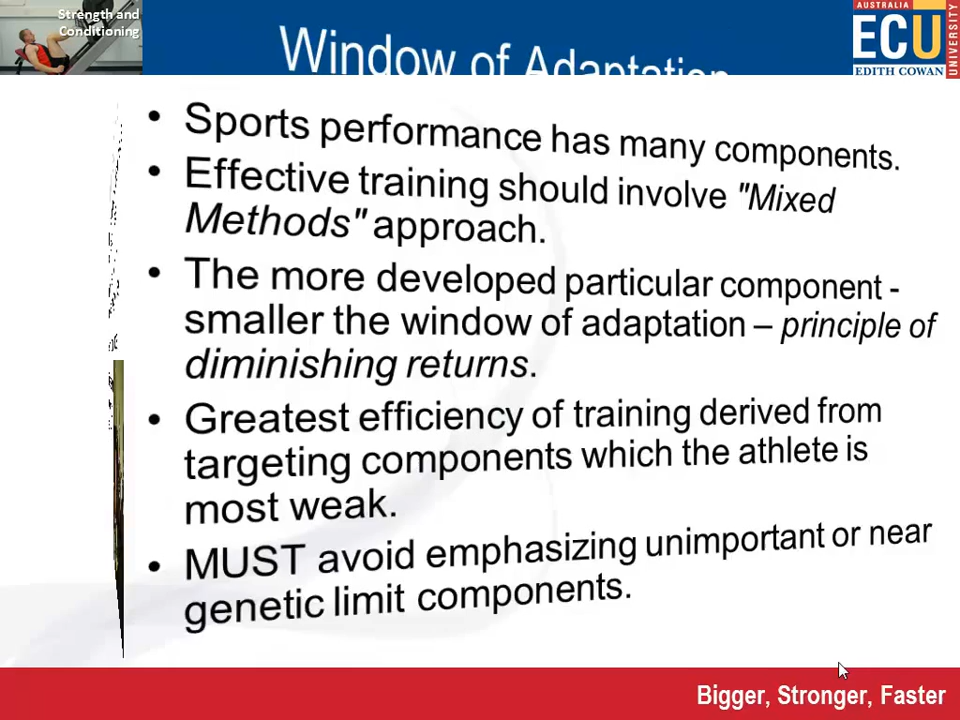 Strength and
Conditioning
Window of Adaptation
AUSTRALIA
ECU
EDITH COWAN
UNIVERSITY
• Sports performance has many components.
• Effective training should involve "Mixed
Methods" approach.
• The more developed particular component -
smaller the window of adaptation – principle of
diminishing returns.
• Greatest efficiency of training derived from
targeting components which the athlete is
most weak.
• MUST avoid emphasizing unimportant or near
genetic limit components.
Bigger, Stronger, Faster